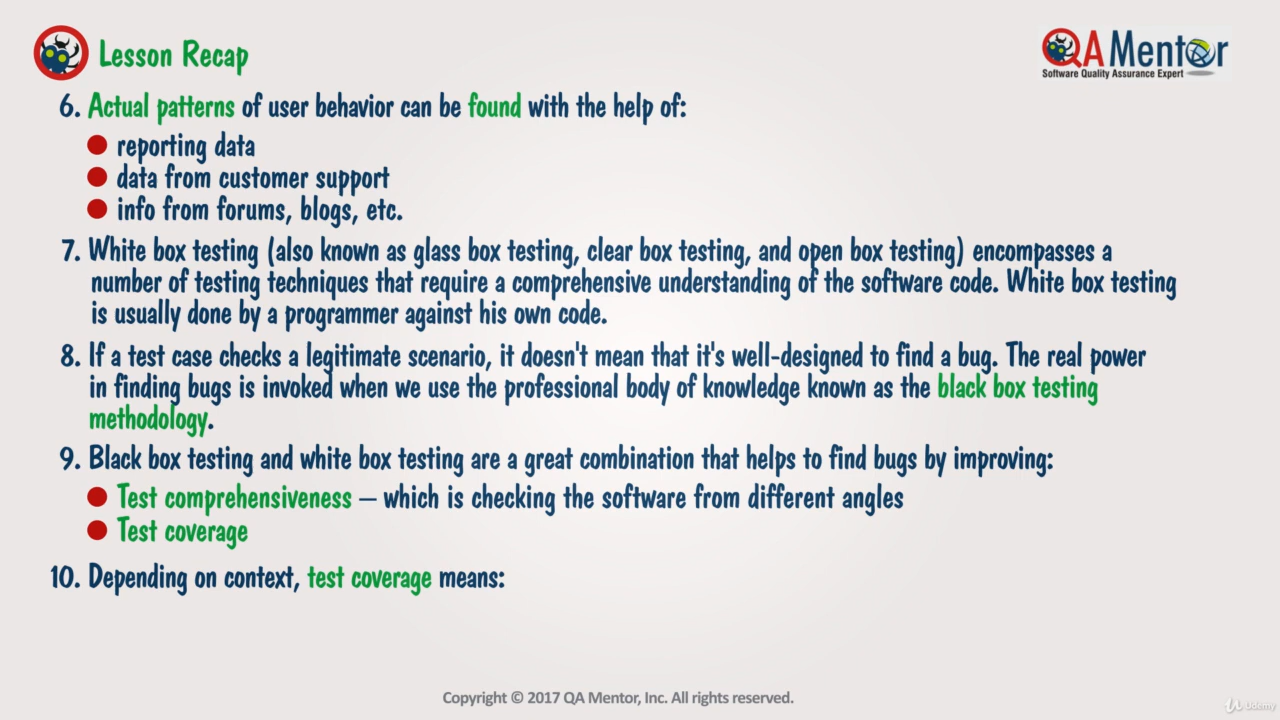 Lesson Recap
QA Mentor
Software Quality Assurance Expert
6. Actual patterns of user behavior can be found with the help of:
● reporting data
● data from customer support
● info from forums, blogs, etc.
7. White box testing (also known as glass box testing, clear box testing, and open box testing) encompasses a
number of testing techniques that require a comprehensive understanding of the software code. White box testing
is usually done by a programmer against his own code.
8. If a test case checks a legitimate scenario, it doesn't mean that it's well-designed to find a bug. The real power
in finding bugs is invoked when we use the professional body of knowledge known as the black box testing
methodology.
9. Black box testing and white box testing are a great combination that helps to find bugs by improving:
● Test comprehensiveness – which is checking the software from different angles
● Test coverage
10. Depending on context, test coverage means:
Copyright © 2017 QA Mentor, Inc. All rights reserved.
Udemy